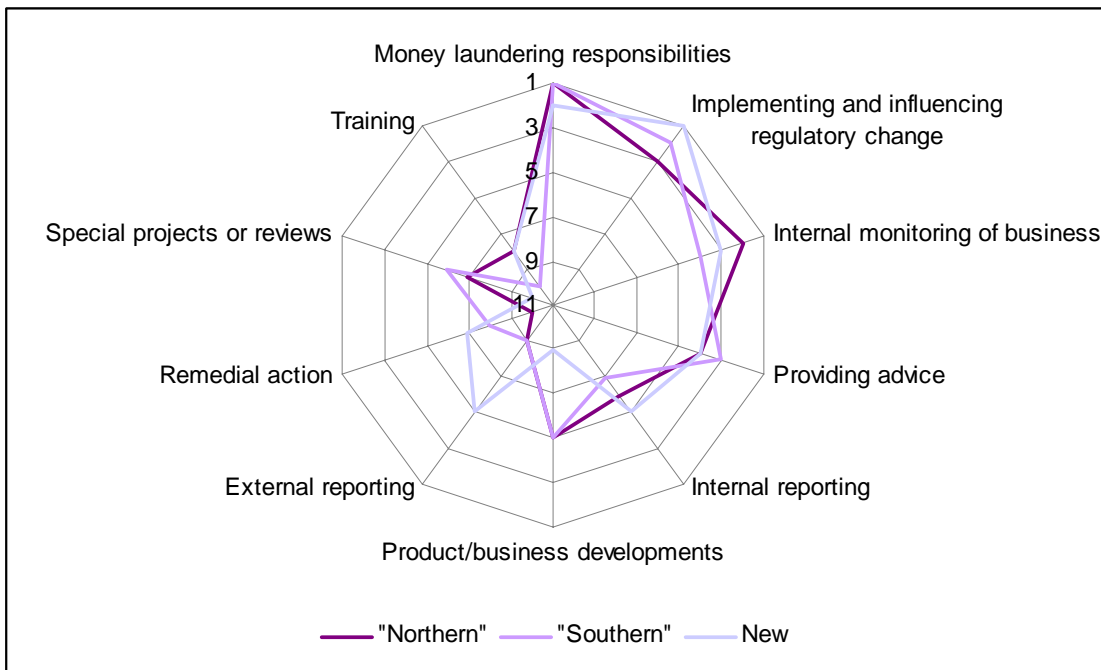 Money laundering responsibilities
1
Implementing and influencing
regulatory change
Training
3
5
7
Special projects or reviews
Internal monitoring of business
9
11
Remedial action
Providing advice
External reporting
Internal reporting
Product/business developments
"Northern"
"Southern"
New